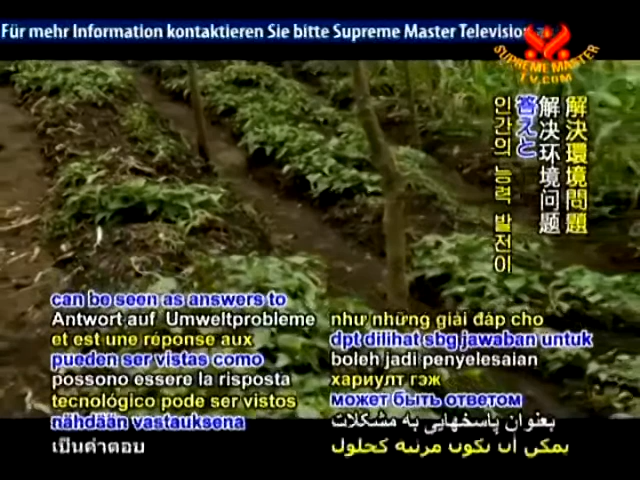 Für mehr Information kontaktieren Sie bitte Supreme Master Television
SUPREME MASTER
TV.COM
解決環境問題
解决环境问题
答えと
인간의 능력 발전이
can be seen as answers to
Antwort auf Umweltprobleme
et est une réponse aux
pueden ser vistas como
possono essere la risposta
tecnológico pode ser vistos
nähdään vastauksena
เป็นคำตอบ
như những giải đáp cho
dpt dilihat sbg jawaban untuk
boleh jadi penyelesaian
хариулт гэж
может быть ответом
بعنوان پاسخهایی به مشکلات
يمكن أن يكون مرتبه كحلول